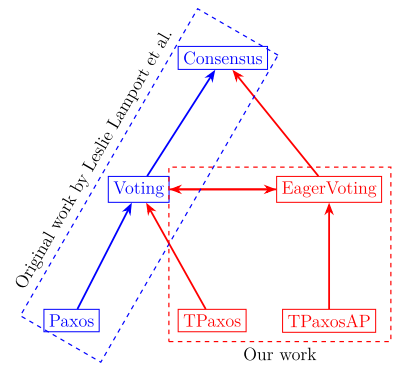 Consensus
Original work by Leslie Lamport et al.
Voting
EagerVoting
Paxos
TPaxos
TPaxosAP
Our work